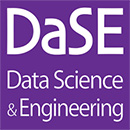 DaSE
Data Science
& Engineering